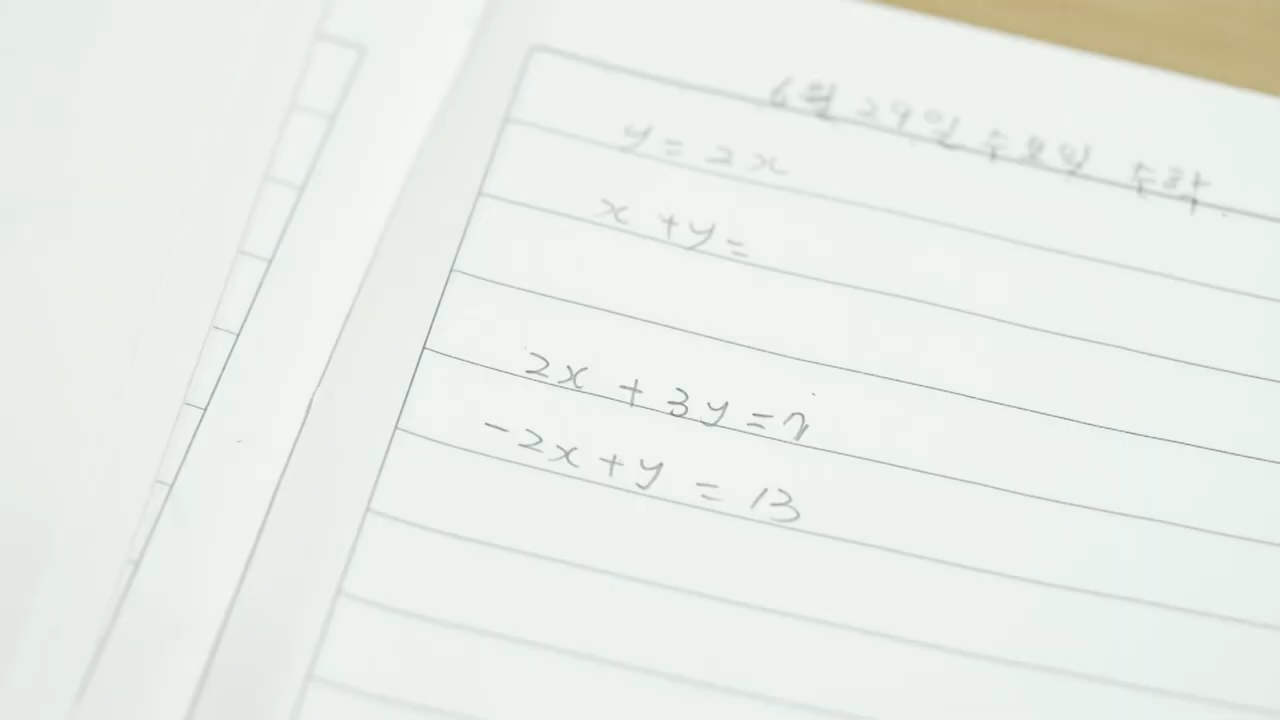 6월 29일 수요일 수학.
y = 2x
x + y =
2x + 3y = 7
-2x + y = 13